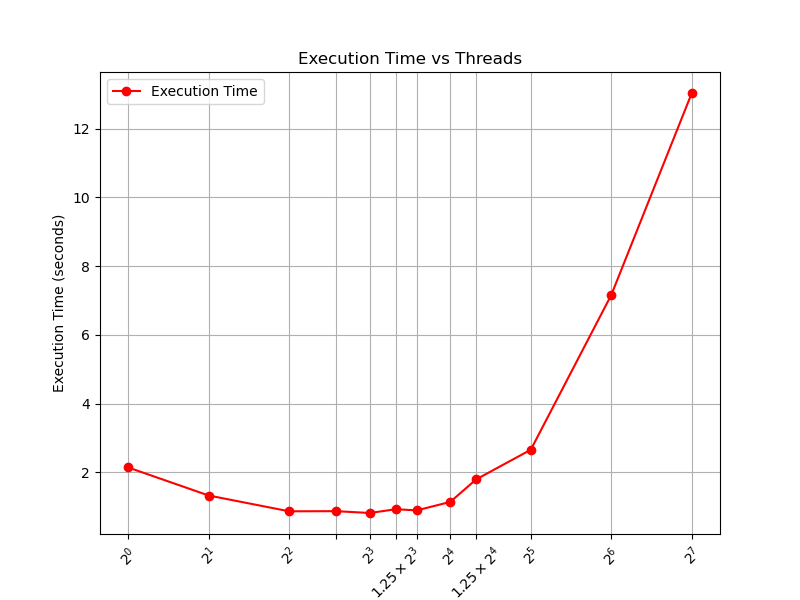 Execution Time vs Threads
Execution Time
Execution Time (seconds)
12
10
8
6
4
2
2⁰
2¹
2²
2³
1.25 × 2³
2⁴
1.25 × 2⁴
2⁵
2⁶
2⁷